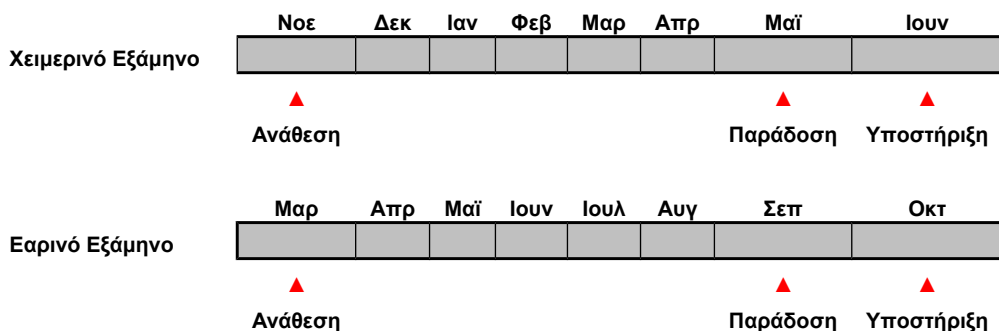 Νοε Δεκ Ιαν Φεβ Μαρ Απρ Μαϊ Ιουν
Χειμερινό Εξάμηνο
Ανάθεση Παράδοση Υποστήριξη
Μαρ Απρ Μαϊ Ιουν Ιουλ Αυγ Σεπ Οκτ
Εαρινό Εξάμηνο
Ανάθεση Παράδοση Υποστήριξη